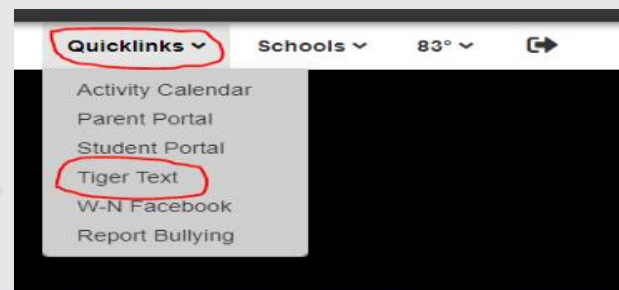 Quicklinks Schools 83°
Activity Calendar
Parent Portal
Student Portal
Tiger Text
W-N Facebook
Report Bullying